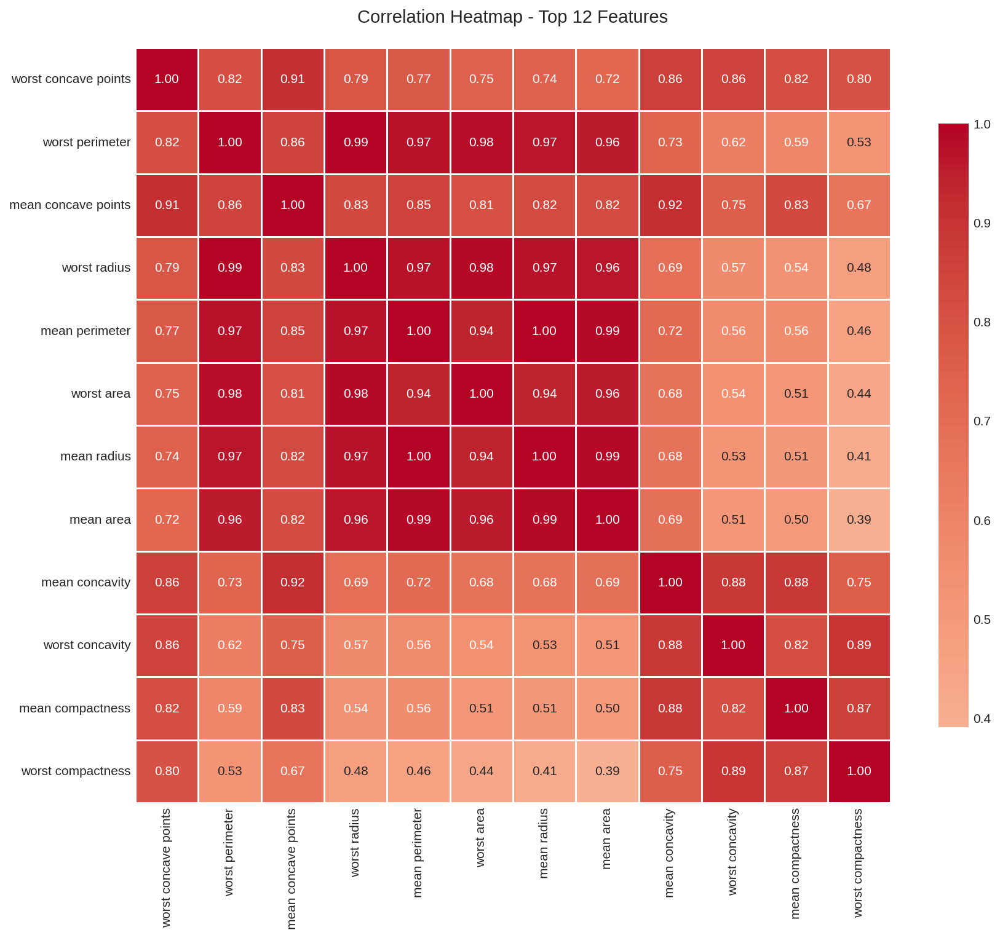 Correlation Heatmap - Top 12 Features
worst concave points 1.00 0.82 0.91 0.79 0.77 0.75 0.74 0.72 0.86 0.86 0.82 0.80
worst perimeter 0.82 1.00 0.86 0.99 0.97 0.98 0.97 0.96 0.73 0.62 0.59 0.53
mean concave points 0.91 0.86 1.00 0.83 0.85 0.81 0.82 0.82 0.92 0.75 0.83 0.67
worst radius 0.79 0.99 0.83 1.00 0.97 0.98 0.97 0.96 0.69 0.57 0.54 0.48
mean perimeter 0.77 0.97 0.85 0.97 1.00 0.94 1.00 0.99 0.72 0.56 0.56 0.46
worst area 0.75 0.98 0.81 0.98 0.94 1.00 0.94 0.96 0.68 0.54 0.51 0.44
mean radius 0.74 0.97 0.82 0.97 1.00 0.94 1.00 0.99 0.68 0.53 0.51 0.41
mean area 0.72 0.96 0.82 0.96 0.99 0.96 0.99 1.00 0.69 0.51 0.50 0.39
mean concavity 0.86 0.73 0.92 0.69 0.72 0.68 0.68 0.69 1.00 0.88 0.88 0.75
worst concavity 0.86 0.62 0.75 0.57 0.56 0.54 0.53 0.51 0.88 1.00 0.82 0.89
mean compactness 0.82 0.59 0.83 0.54 0.56 0.51 0.51 0.50 0.88 0.82 1.00 0.87
worst compactness 0.80 0.53 0.67 0.48 0.46 0.44 0.41 0.39 0.75 0.89 0.87 1.00
worst concave points
worst perimeter
mean concave points
worst radius
mean perimeter
worst area
mean radius
mean area
mean concavity
worst concavity
mean compactness
worst compactness
1.0
0.9
0.8
0.7
0.6
0.5
0.4